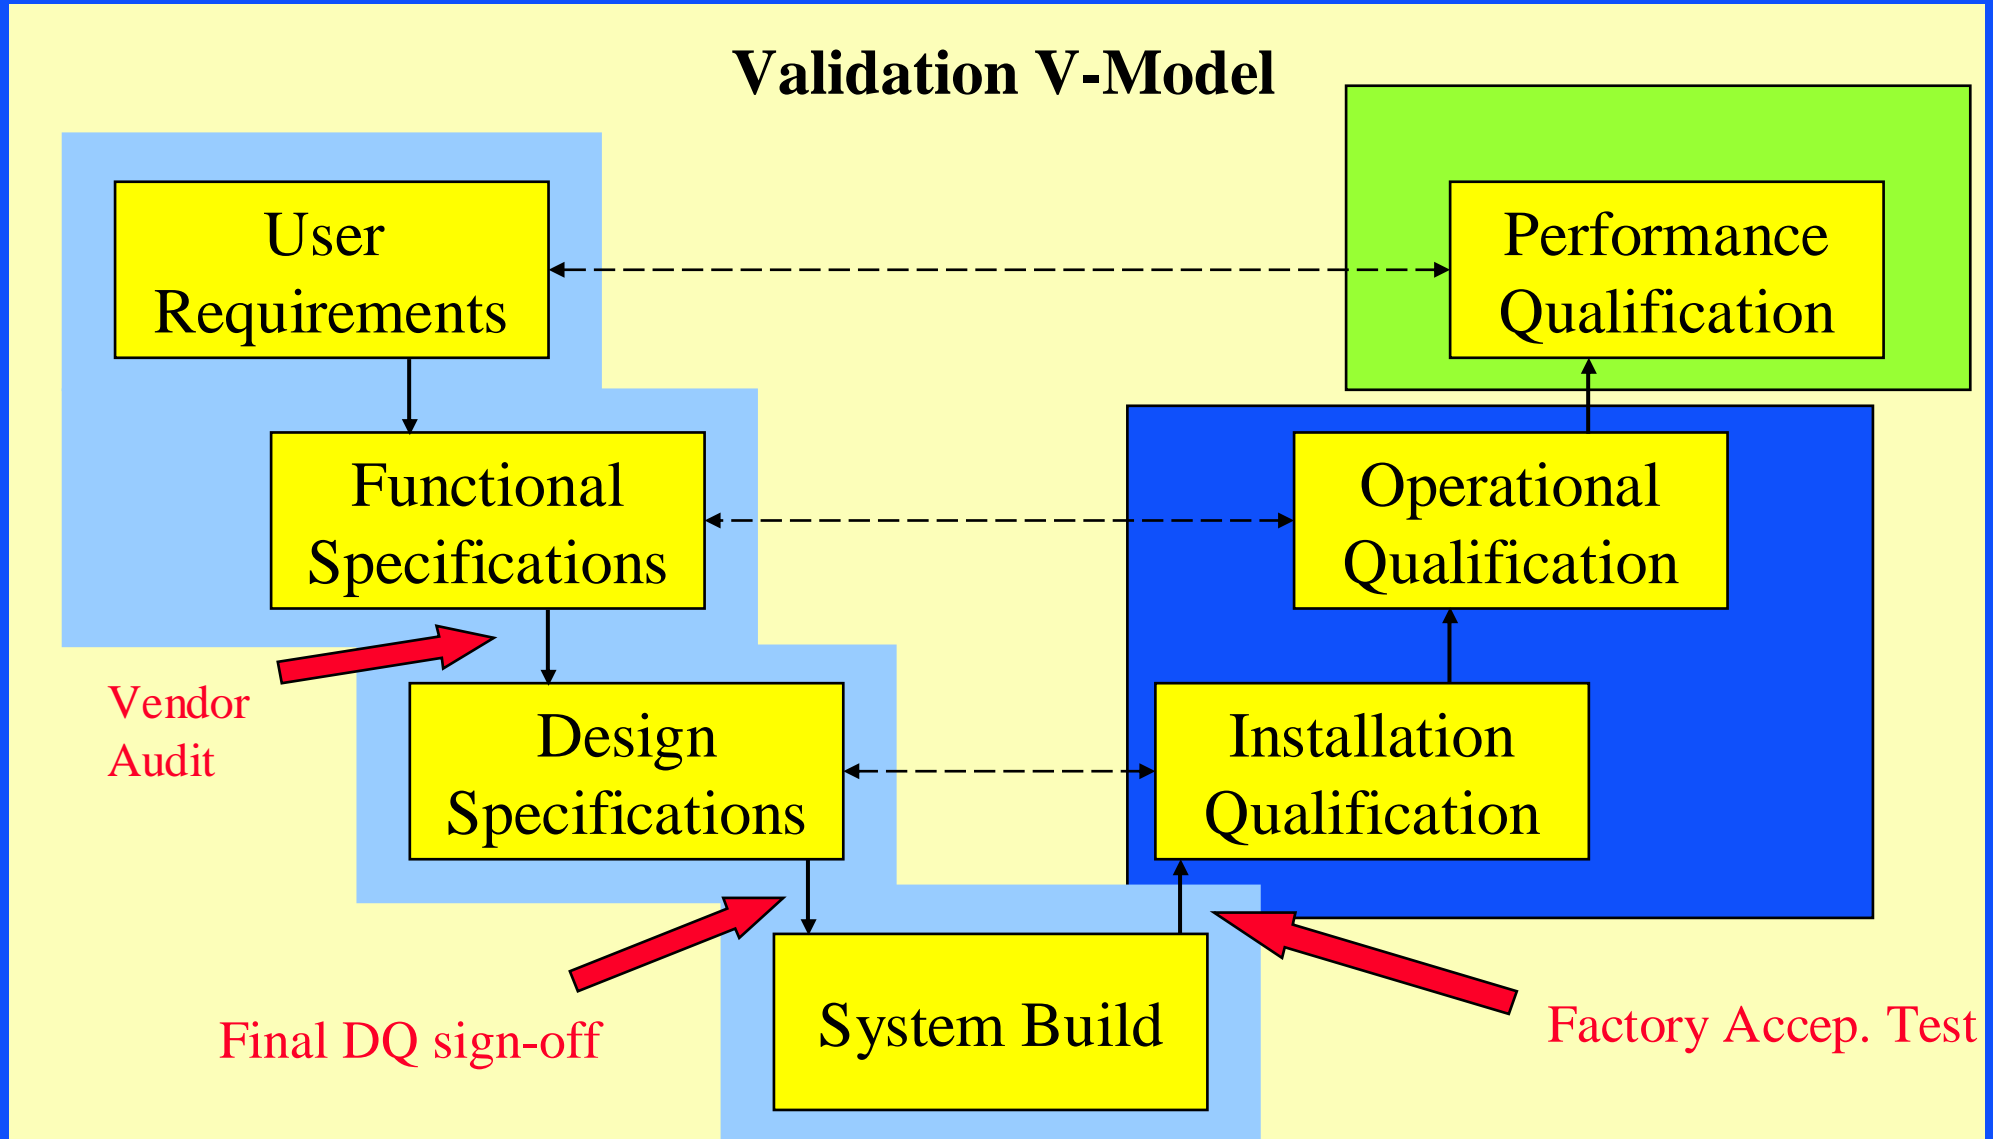 Validation V-Model
User
Requirements
Performance
Qualification
Functional
Specifications
Operational
Qualification
Vendor
Audit
Design
Specifications
Installation
Qualification
Final DQ sign-off
System Build
Factory Accep. Test